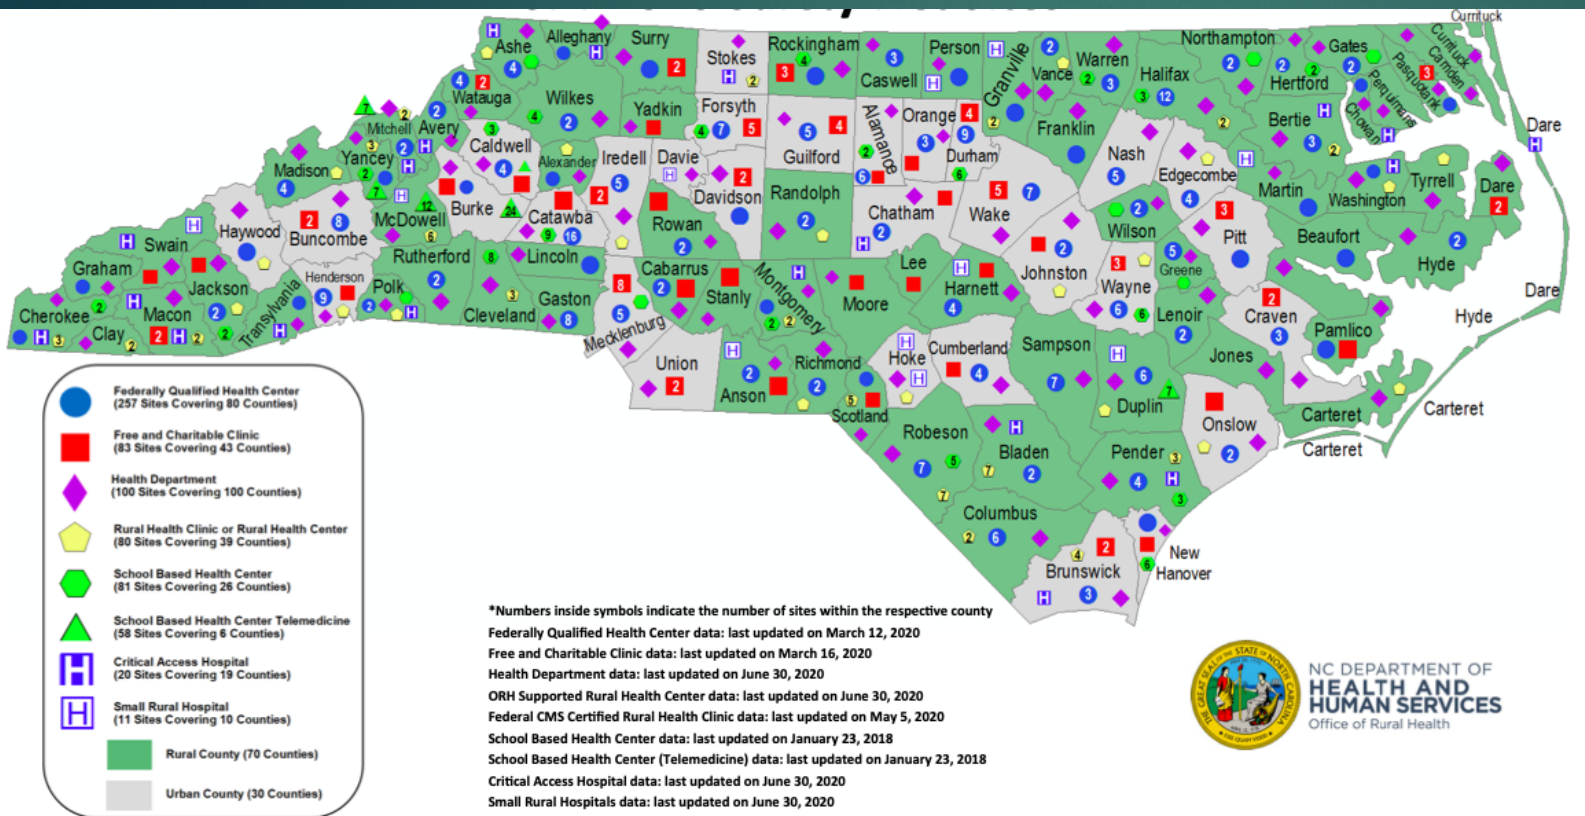 Currituck
Ashe
Alleghany
Surry
Stokes
Rockingham
Caswell
Person
Granville
Vance
Warren
Northampton
Halifax
Hertford
Gates
Currituck
Camden
Pasquotank
Perquimans
Chowan
Watauga
Wilkes
Yadkin
Forsyth
Guilford
Alamance
Orange
Durham
Franklin
Nash
Bertie
Dare
Mitchell
Avery
Caldwell
Alexander
Iredell
Davie
Davidson
Randolph
Chatham
Wake
Edgecombe
Martin
Washington
Tyrrell
Dare
Madison
Yancey
Burke
Catawba
Rowan
Wilson
Pitt
Beaufort
Hyde
Haywood
Buncombe
McDowell
Swain
Graham
Jackson
Henderson
Rutherford
Lincoln
Cabarrus
Stanly
Montgomery
Moore
Lee
Harnett
Johnston
Wayne
Greene
Lenoir
Craven
Pamlico
Dare
Hyde
Cherokee
Clay
Macon
Transylvania
Polk
Cleveland
Gaston
Mecklenburg
Union
Anson
Richmond
Scotland
Hoke
Cumberland
Sampson
Duplin
Jones
Onslow
Carteret
Carteret
Carteret
Robeson
Bladen
Pender
Columbus
Brunswick
New
Hanover
Federally Qualified Health Center
(257 Sites Covering 80 Counties)
Free and Charitable Clinic
(83 Sites Covering 43 Counties)
Health Department
(100 Sites Covering 100 Counties)
Rural Health Clinic or Rural Health Center
(80 Sites Covering 39 Counties)
School Based Health Center
(81 Sites Covering 26 Counties)
School Based Health Center Telemedicine
(58 Sites Covering 6 Counties)
Critical Access Hospital
(20 Sites Covering 19 Counties)
Small Rural Hospital
(11 Sites Covering 10 Counties)
Rural County (70 Counties)
Urban County (30 Counties)
*Numbers inside symbols indicate the number of sites within the respective county
Federally Qualified Health Center data: last updated on March 12, 2020
Free and Charitable Clinic data: last updated on March 16, 2020
Health Department data: last updated on June 30, 2020
ORH Supported Rural Health Center data: last updated on June 30, 2020
Federal CMS Certified Rural Health Clinic data: last updated on May 5, 2020
School Based Health Center data: last updated on January 23, 2018
School Based Health Center (Telemedicine) data: last updated on January 23, 2018
Critical Access Hospital data: last updated on June 30, 2020
Small Rural Hospitals data: last updated on June 30, 2020
NC DEPARTMENT OF
HEALTH AND
HUMAN SERVICES
Office of Rural Health
THE GREAT SEAL OF THE STATE OF NORTH CAROLINA